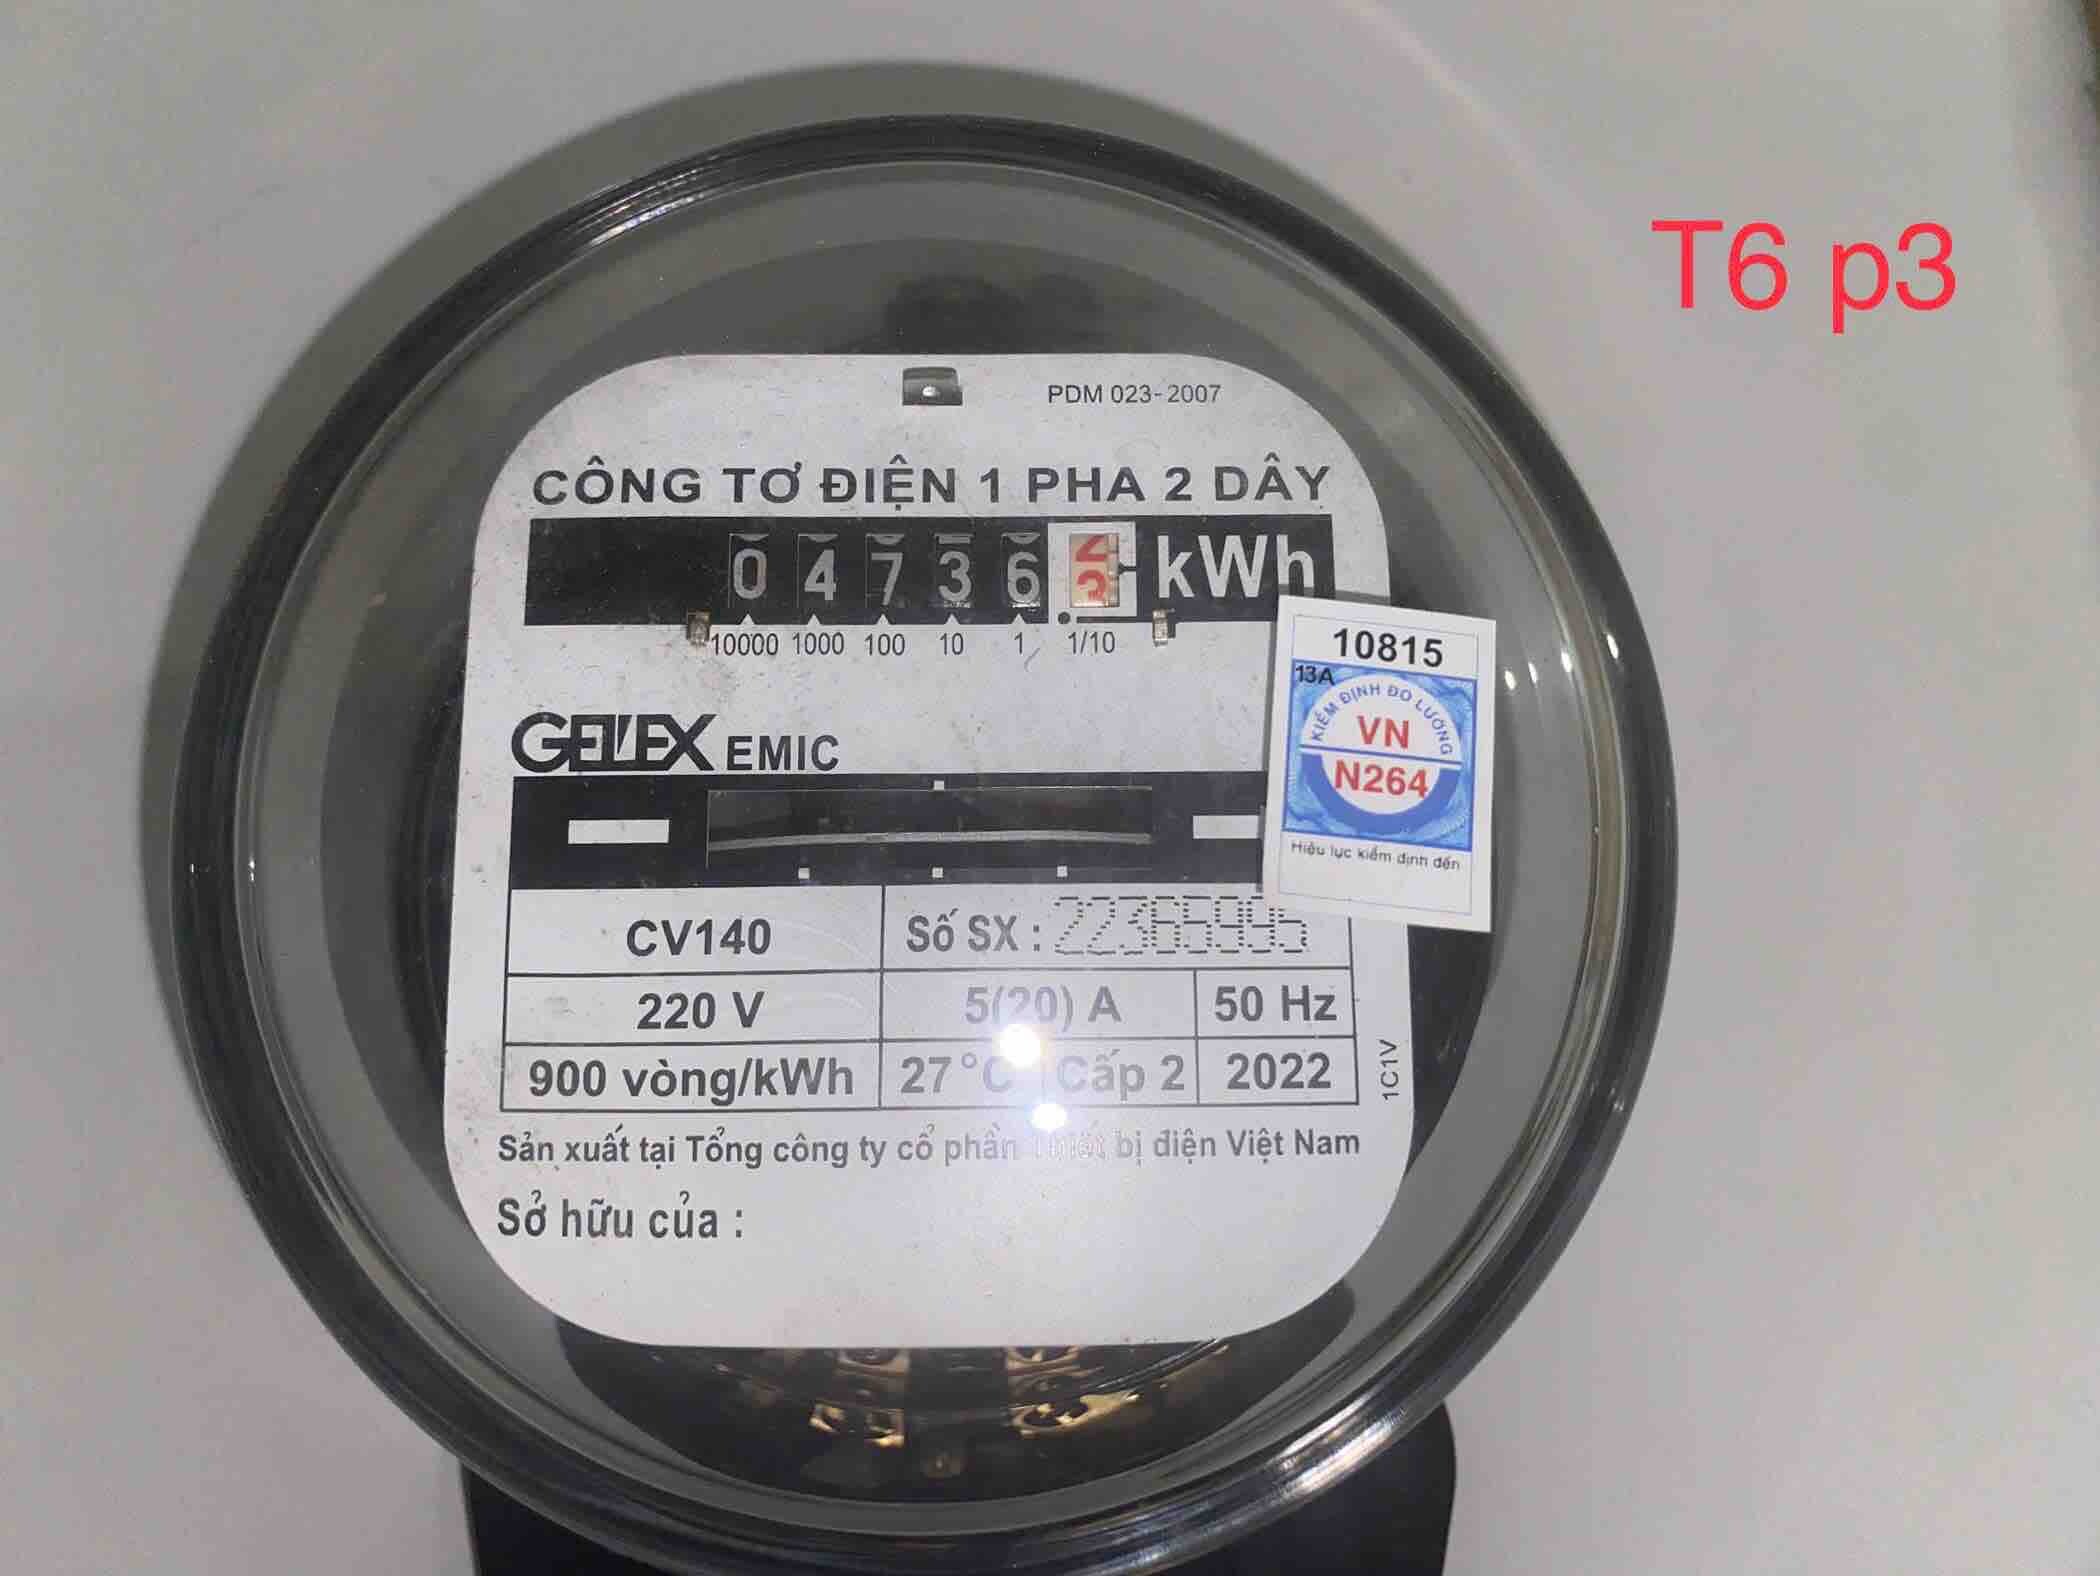 T6 p3
PDM 023-2007
CÔNG TƠ ĐIỆN 1 PHA 2 DÂY
04736 kWh
10000 1000 100 10 1 1/10
10815
13A
KIỂM ĐỊNH ĐO LƯỜNG
VN
N264
Hiệu lực kiểm định đến
GELEX EMIC
CV140 Số SX :
220 V 5(20) A 50 Hz
900 vòng/kWh 27°C Cấp 2 2022
1C1V
Sản xuất tại Tổng công ty cổ phần Thiết bị điện Việt Nam
Sở hữu của :